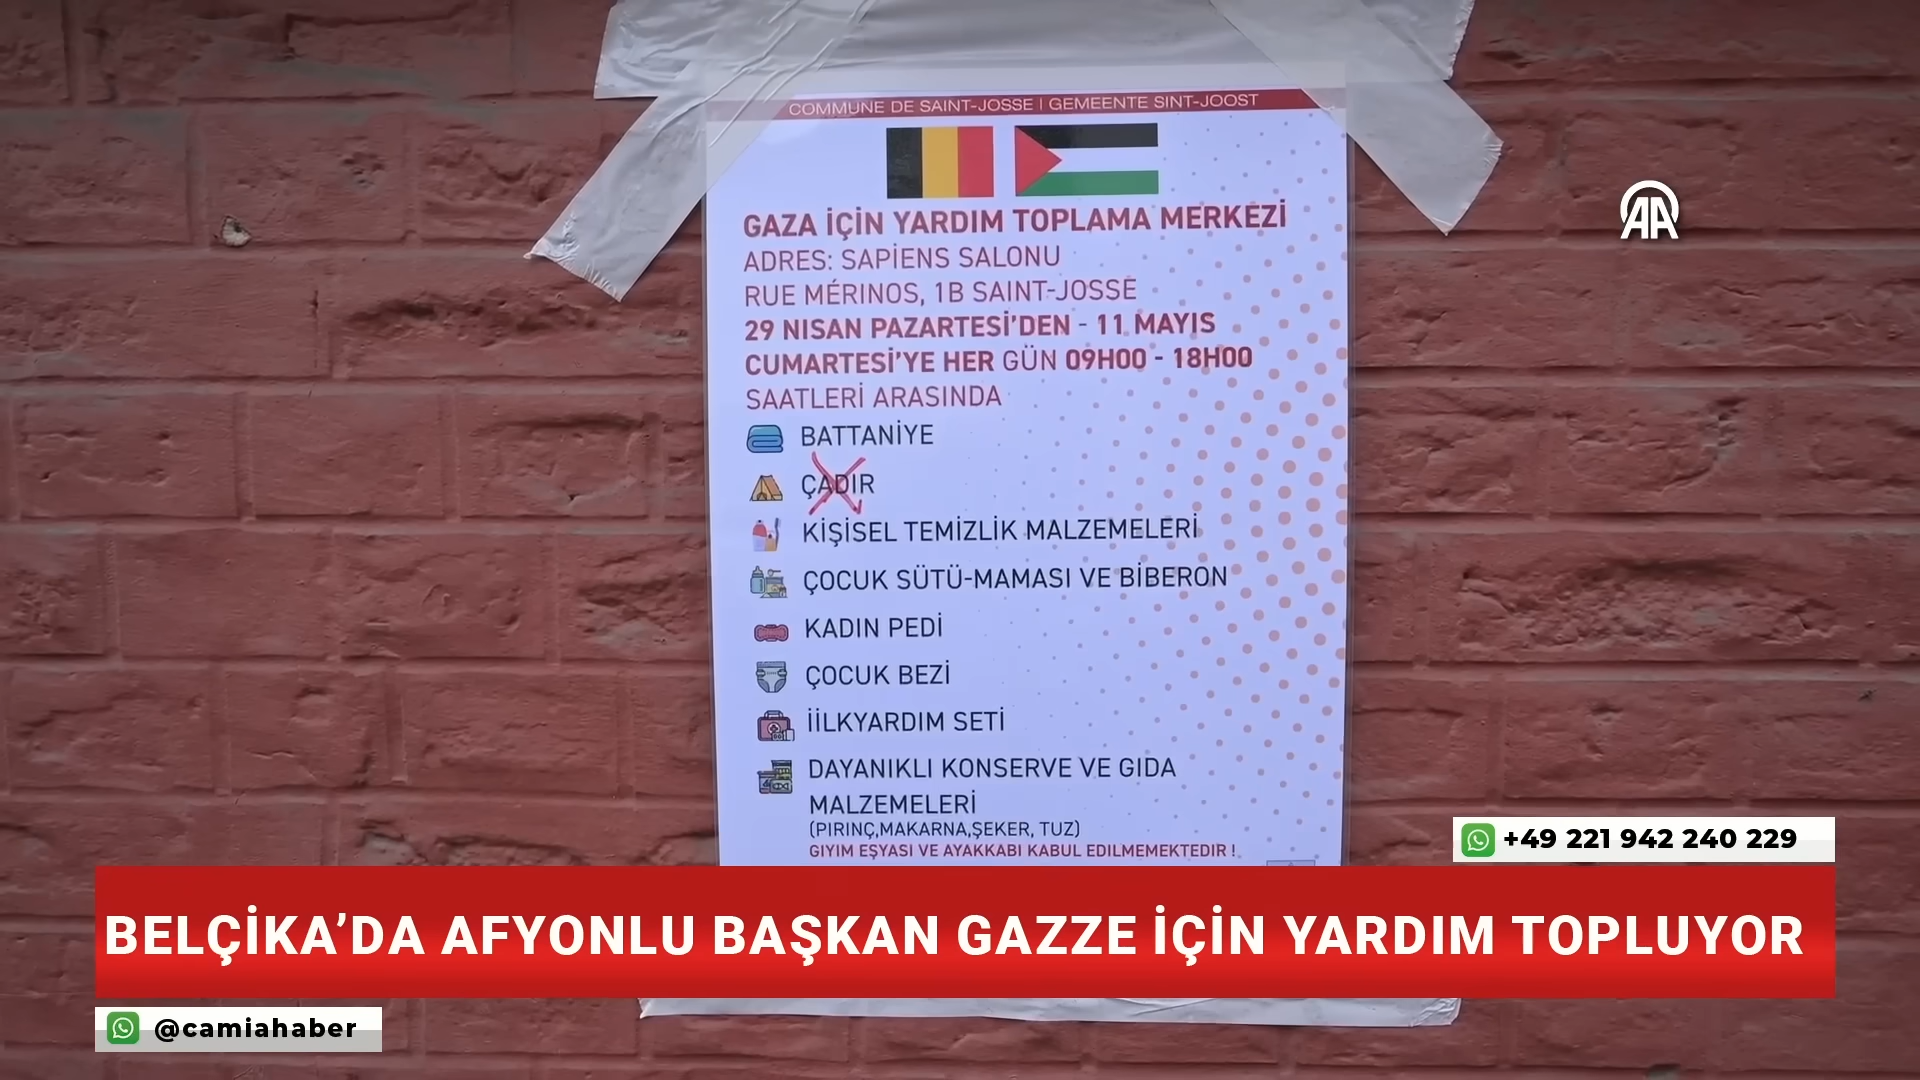 COMMUNE DE SAINT-JOSSE | GEMEENTE SINT-JOOST
AA
GAZA İÇİN YARDIM TOPLAMA MERKEZİ
ADRES: SAPİENS SALONU
RUE MÉRINOS, 1B SAINT-JOSSE
29 NISAN PAZARTESİ'DEN - 11 MAYIS
CUMARTESİ'YE HER GÜN 09H00 - 18H00
SAATLERİ ARASINDA
BATTANİYE
ÇADIR
KİŞİSEL TEMİZLİK MALZEMELERİ
ÇOCUK SÜTÜ-MAMASI VE BİBERON
KADIN PEDİ
ÇOCUK BEZİ
İİLKYARDIM SETİ
DAYANIKLI KONSERVE VE GIDA
MALZEMELERİ
(PIRINÇ,MAKARNA,ŞEKER, TUZ)
GIYIM EŞYASI VE AYAKKABI KABUL EDILMEMEKTEDIR !
+49 221 942 240 229
BELÇİKA’DA AFYONLU BAŞKAN GAZZE İÇİN YARDIM TOPLUYOR
@camiahaber